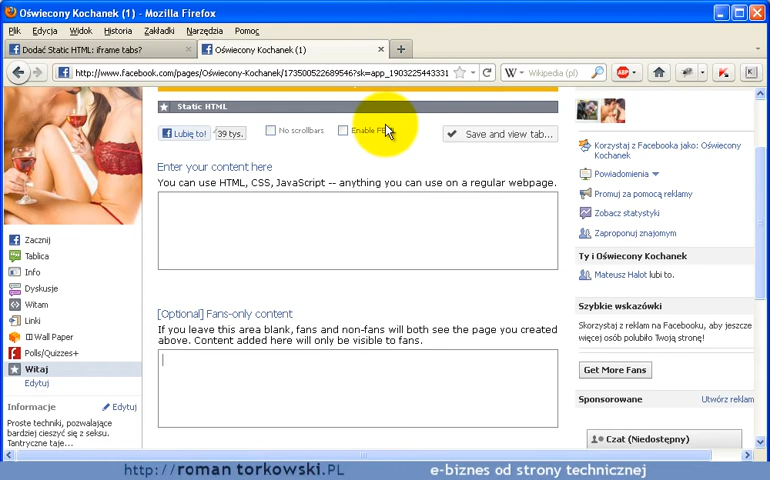 Oświecony Kochanek (1) - Mozilla Firefox
Plik Edycja Widok Historia Zakładki Narzędzia Pomoc
Dodać Static HTML: iframe tabs?
Oświecony Kochanek (1)
http://www.facebook.com/pages/Oświecony-Kochanek/173500522689546?sk=app_1903225443331
Wikipedia (pl)
ABP
Static HTML
Lubię to! 39 tys.
No scrollbars
Enable
Save and view tab...
Enter your content here
You can use HTML, CSS, JavaScript -- anything you can use on a regular webpage.
[Optional] Fans-only content
If you leave this area blank, fans and non-fans will both see the page you created
above. Content added here will only be visible to fans.
Zacznij
Tablica
Info
Dyskusje
Witam
Linki
Wall Paper
Polls/Quizzes+
Witaj
Edytuj
Informacje
Edytuj
Proste techniki, pozwalające
bardziej cieszyć się z seksu.
Tantryczne taje...
Korzystaj z Facebooka jako: Oświecony
Kochanek
Powiadomienia
Promuj za pomocą reklamy
Zobacz statystyki
Zaproponuj znajomym
Ty i Oświecony Kochanek
Mateusz Halot lubi to.
Szybkie wskazówki
Skorzystaj z reklam na Facebooku, aby jeszcze
więcej osób polubiło Twoją stronę!
Get More Fans
Sponsorowane
Utwórz reklam
Czat (Niedostępny)
http://romantorkowski.PL
e-biznes od strony technicznej